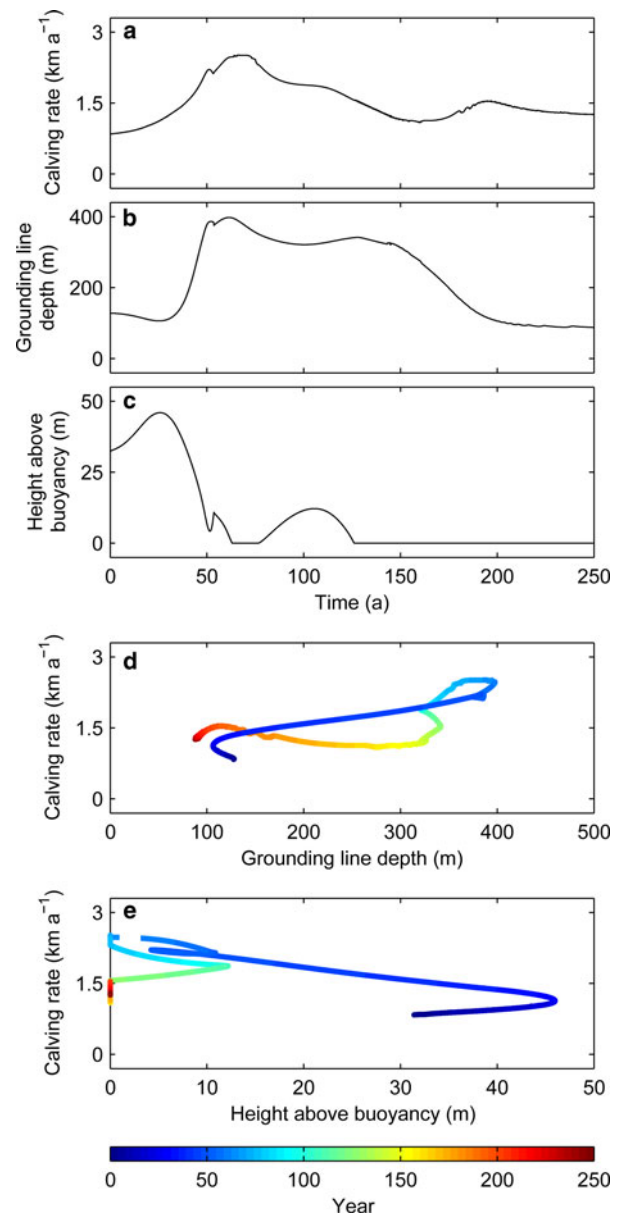 a
Calving rate (km a⁻¹)
3
1.5
0
b
Grounding line
depth (m)
400
200
0
c
Height above
buoyancy (m)
50
25
0
0 50 100 150 200 250
Time (a)
d
Calving rate (km a⁻¹)
3
1.5
0
0 100 200 300 400 500
Grounding line depth (m)
e
Calving rate (km a⁻¹)
3
1.5
0
0 10 20 30 40 50
Height above buoyancy (m)
0 50 100 150 200 250
Year